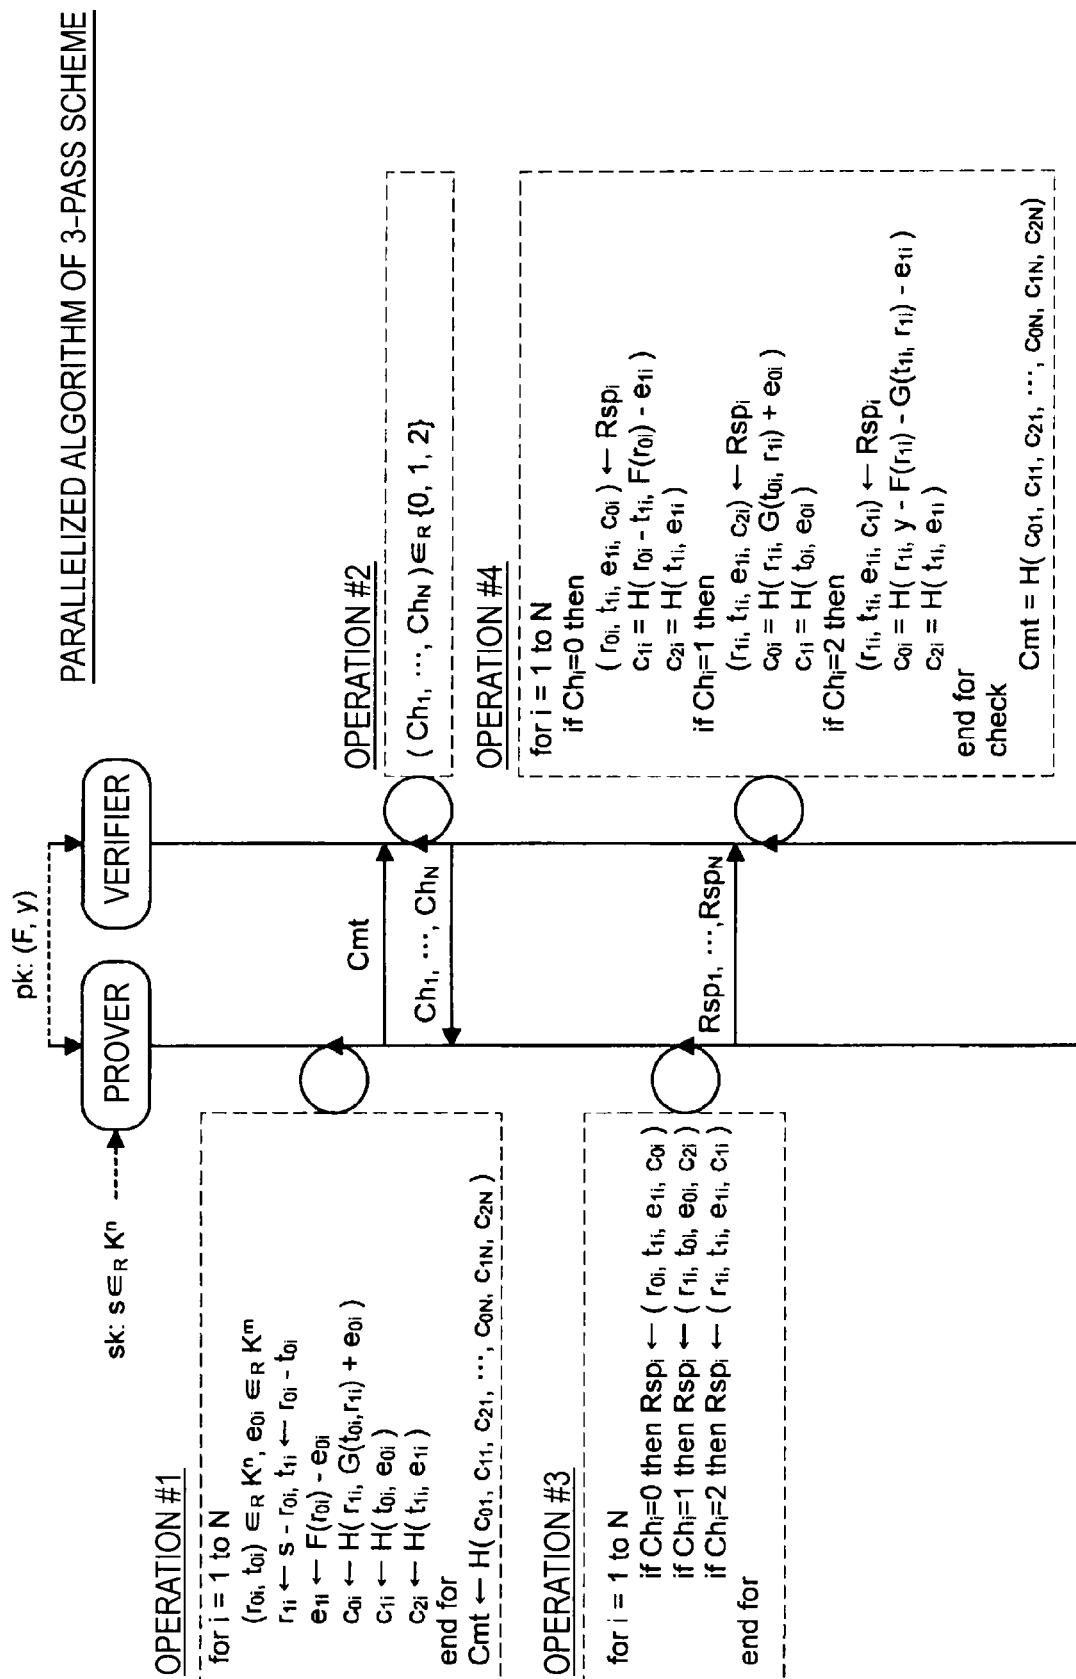 PARALLELIZED ALGORITHM OF 3-PASS SCHEME
pk: (F, y)
sk: s∈R Kⁿ
PROVER
VERIFIER
OPERATION #1
for i = 1 to N
(r0i, t0i) ∈R Kⁿ, e0i ∈R Kᵐ
r1i ← s - r0i, t1i ← r0i - t0i
e1i ← F(r0i) - e0i
c0i ← H( r1i, G(t0i,r1i) + e0i )
c1i ← H( t0i, e0i )
c2i ← H( t1i, e1i )
end for
Cmt ← H( c01, c11, c21, ⋯, c0N, c1N, c2N )
Cmt
OPERATION #2
( Ch1, ⋯, ChN ) ∈R {0, 1, 2}
Ch1, ⋯, ChN
OPERATION #3
for i = 1 to N
if Chi=0 then Rspi ← ( r0i, t1i, e1i, c0i )
if Chi=1 then Rspi ← ( r1i, t0i, e0i, c2i )
if Chi=2 then Rspi ← ( r1i, t1i, e1i, c1i )
end for
Rsp1, ⋯,RspN
OPERATION #4
for i = 1 to N
if Chi=0 then
( r0i, t1i, e1i, c0i ) ← Rspi
c1i = H( r0i - t1i, F(r0i) - e1i )
c2i = H( t1i, e1i )
if Chi=1 then
(r1i, t1i, e1i, c2i) ← Rspi
c0i = H( r1i, G(t0i, r1i) + e0i )
c1i = H( t0i, e0i )
if Chi=2 then
(r1i, t1i, e1i, c1i) ← Rspi
c0i = H( r1i, y - F(r1i) - G(t1i, r1i) - e1i )
c2i = H( t1i, e1i )
end for
check
Cmt = H( c01, c11, c21, ⋯, c0N, c1N, c2N)